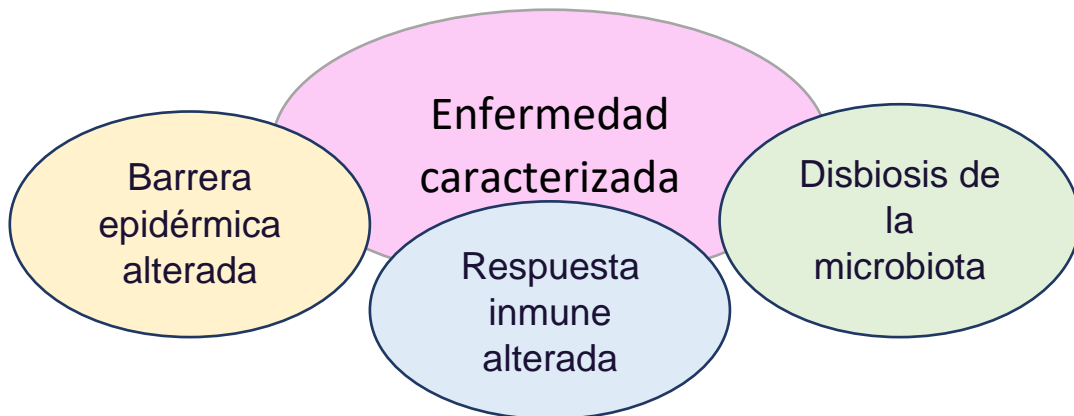 Enfermedad
caracterizada
Barrera
epidérmica
alterada
Respuesta
inmune
alterada
Disbiosis de
la
microbiota